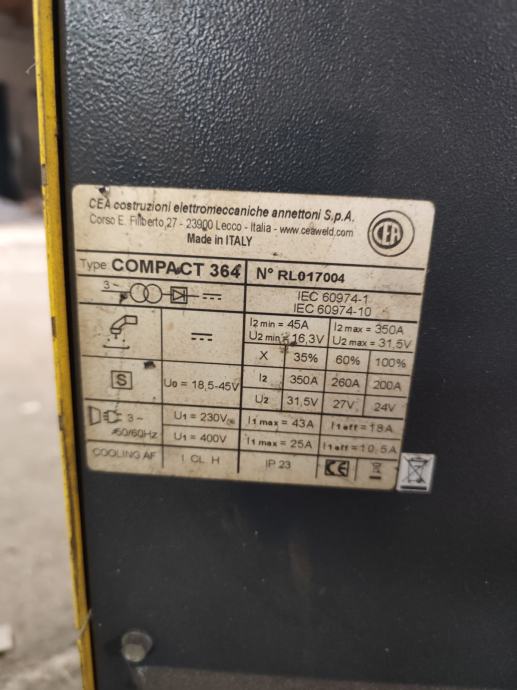 CEA costruzioni elettromeccaniche annettoni S.p.A.
Corso E. Filiberto,27 - 23900 Lecco - Italia - www.ceaweld.com
Made in ITALY
CEA
Type COMPACT 364 N° RL017004
3~
IEC 60974-1
IEC 60974-10
I2 min = 45A I2 max = 350A
U2 min = 16,3V U2 max = 31,5V
X 35% 60% 100%
S U0 = 18,5-45V I2 350A 260A 200A
U2 31,5V 27V 24V
3~ U1 = 230V I1 max = 43A I1 eff = 18A
50/60Hz U1 = 400V I1 max = 25A I1 eff = 10,5A
COOLING AF I. CL. H IP 23 CE